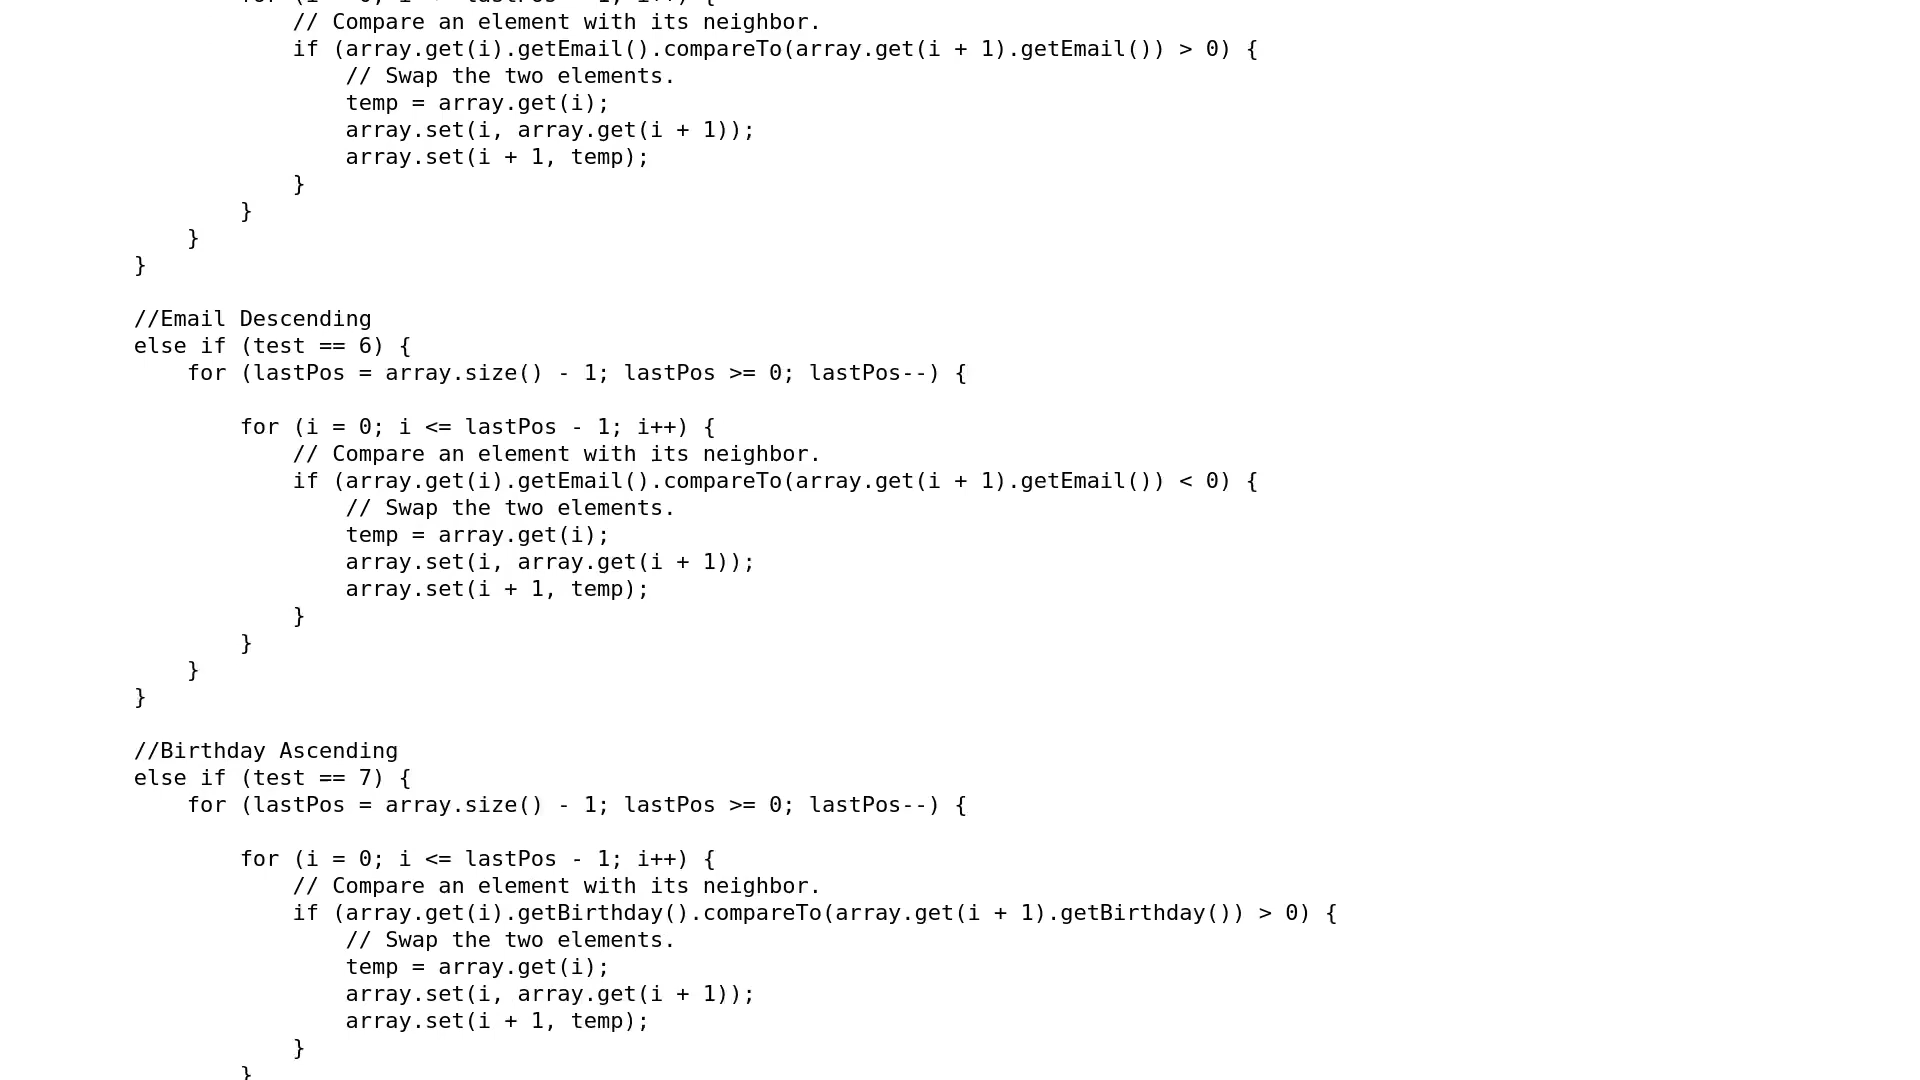 for (i = 0; i <= lastPos - 1; i++) {
// Compare an element with its neighbor.
if (array.get(i).getEmail().compareTo(array.get(i + 1).getEmail()) > 0) {
// Swap the two elements.
temp = array.get(i);
array.set(i, array.get(i + 1));
array.set(i + 1, temp);
}
}
}
}
//Email Descending
else if (test == 6) {
for (lastPos = array.size() - 1; lastPos >= 0; lastPos--) {
for (i = 0; i <= lastPos - 1; i++) {
// Compare an element with its neighbor.
if (array.get(i).getEmail().compareTo(array.get(i + 1).getEmail()) < 0) {
// Swap the two elements.
temp = array.get(i);
array.set(i, array.get(i + 1));
array.set(i + 1, temp);
}
}
}
}
//Birthday Ascending
else if (test == 7) {
for (lastPos = array.size() - 1; lastPos >= 0; lastPos--) {
for (i = 0; i <= lastPos - 1; i++) {
// Compare an element with its neighbor.
if (array.get(i).getBirthday().compareTo(array.get(i + 1).getBirthday()) > 0) {
// Swap the two elements.
temp = array.get(i);
array.set(i, array.get(i + 1));
array.set(i + 1, temp);
}
}